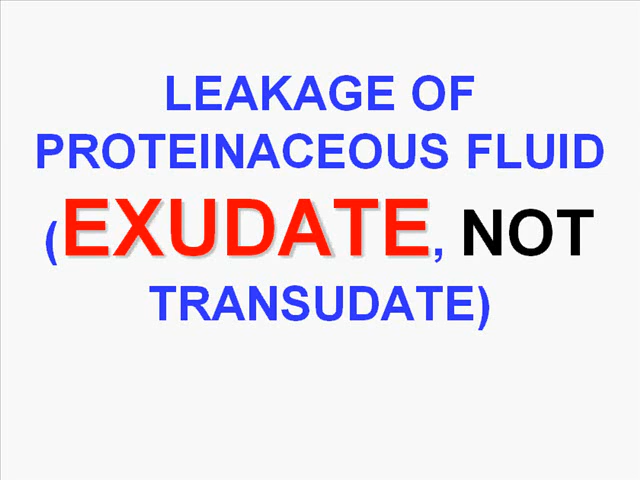 LEAKAGE OF
PROTEINACEOUS FLUID
(EXUDATE, NOT
TRANSUDATE)